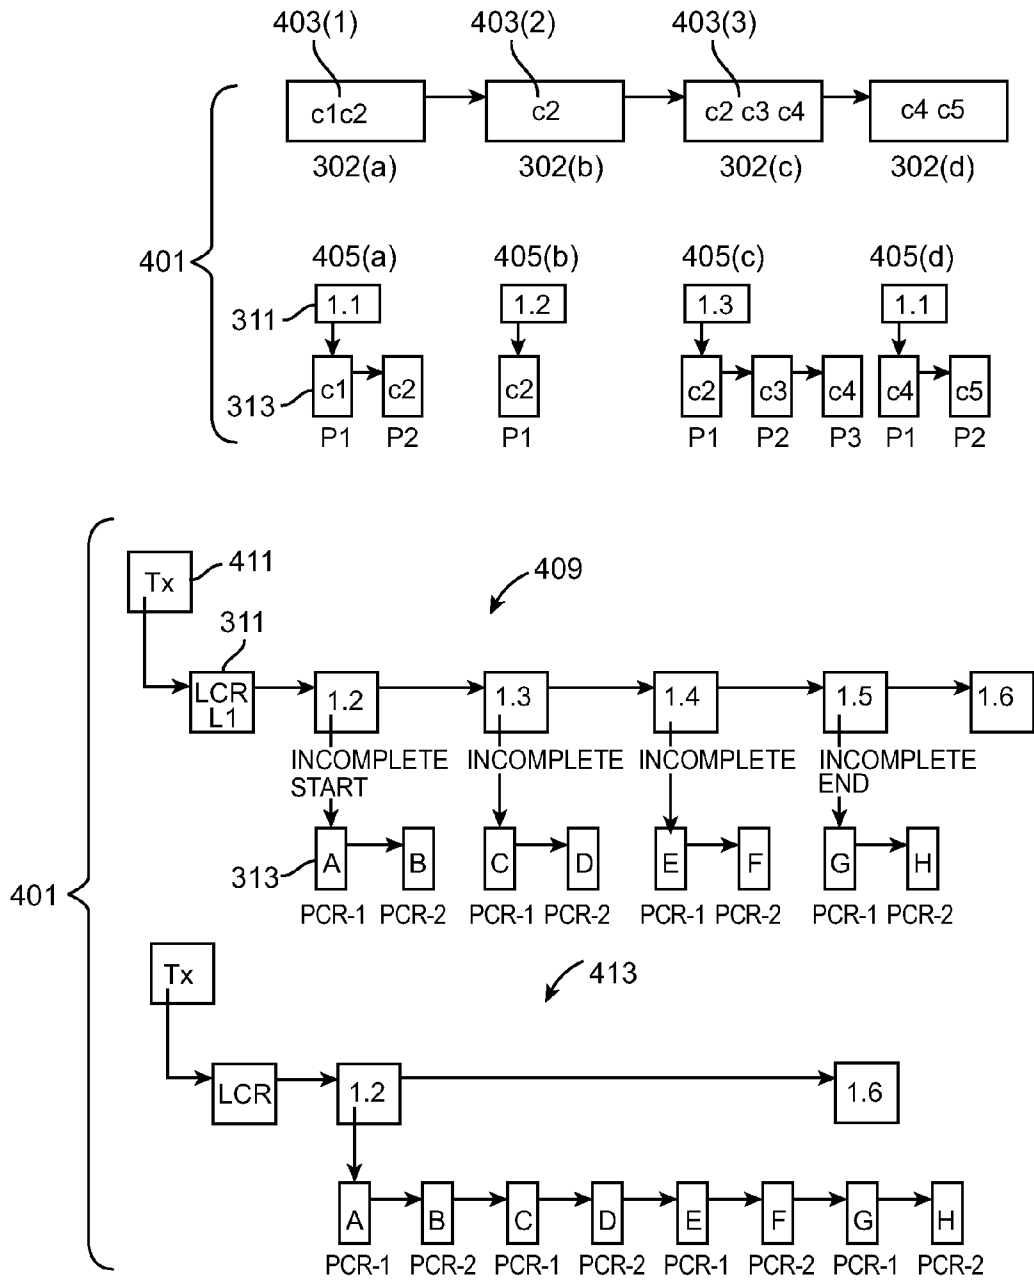 403(1) 403(2) 403(3)
c1c2 c2 c2 c3 c4 c4 c5
302(a) 302(b) 302(c) 302(d)
401
405(a) 405(b) 405(c) 405(d)
311 1.1 1.2 1.3 1.1
313 c1 c2 c2 c2 c3 c4 c4 c5
P1 P2 P1 P1 P2 P3 P1 P2
Tx 411
409
311
LCR 1.2 1.3 1.4 1.5 1.6
L1
INCOMPLETE INCOMPLETE INCOMPLETE INCOMPLETE
START END
313 A B C D E F G H
401
PCR-1 PCR-2 PCR-1 PCR-2 PCR-1 PCR-2 PCR-1 PCR-2
Tx
413
LCR 1.2 1.6
A B C D E F G H
PCR-1 PCR-2 PCR-1 PCR-2 PCR-1 PCR-2 PCR-1 PCR-2